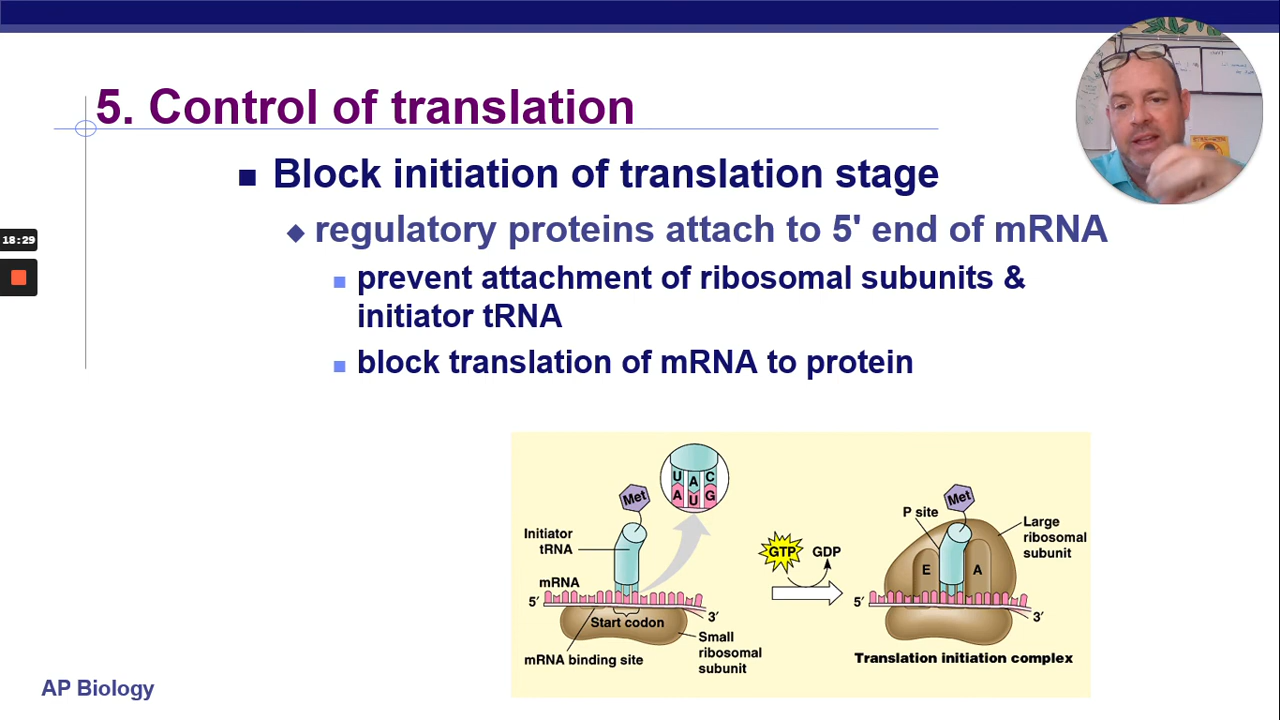 5. Control of translation
Block initiation of translation stage
regulatory proteins attach to 5' end of mRNA
prevent attachment of ribosomal subunits &
initiator tRNA
block translation of mRNA to protein
18:29
U A C
A U G
Met
Initiator
tRNA
mRNA
5'
3'
Start codon
mRNA binding site
Small
ribosomal
subunit
GTP
GDP
Met
P site
Large
ribosomal
subunit
E
A
5'
3'
Translation initiation complex
AP Biology